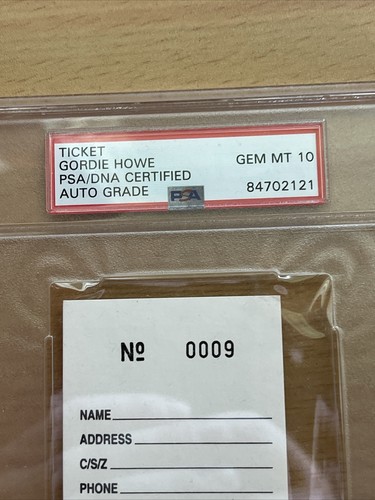 TICKET
GORDIE HOWE
PSA/DNA CERTIFIED
AUTO GRADE
GEM MT 10
84702121
PSA
Nº 0009
NAME
ADDRESS
C/S/Z
PHONE